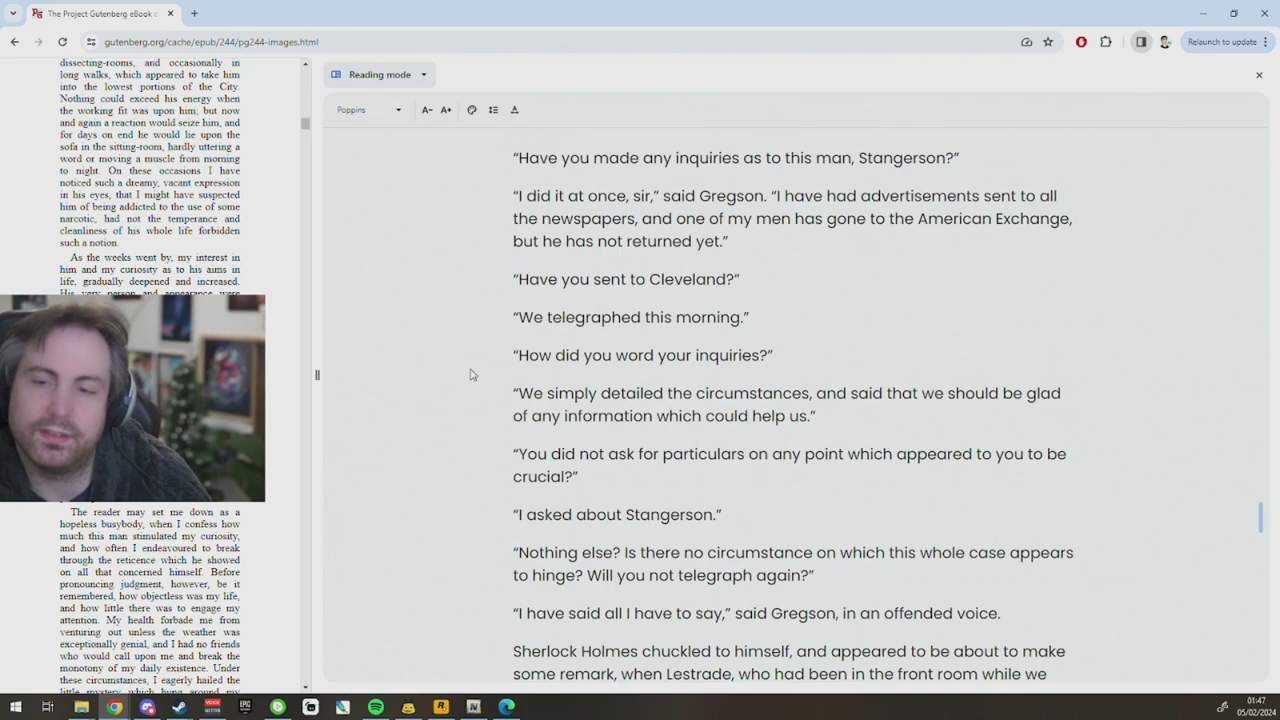 The Project Gutenberg eBook o
gutenberg.org/cache/epub/244/pg244-images.html
Relaunch to update
dissecting-rooms, and occasionally in
long walks, which appeared to take him
into the lowest portions of the City.
Nothing could exceed his energy when
the working fit was upon him; but now
and again a reaction would seize him, and
for days on end he would lie upon the
sofa in the sitting-room, hardly uttering a
word or moving a muscle from morning
to night. On these occasions I have
noticed such a dreamy, vacant expression
in his eyes, that I might have suspected
him of being addicted to the use of some
narcotic, had not the temperance and
cleanliness of his whole life forbidden
such a notion.
As the weeks went by, my interest in
him and my curiosity as to his aims in
life, gradually deepened and increased.
His very person and appearance were
The reader may set me down as a
hopeless busybody, when I confess how
much this man stimulated my curiosity,
and how often I endeavoured to break
through the reticence which he showed
on all that concerned himself. Before
pronouncing judgment, however, be it
remembered, how objectless was my life,
and how little there was to engage my
attention. My health forbade me from
venturing out unless the weather was
exceptionally genial, and I had no friends
who would call upon me and break the
monotony of my daily existence. Under
these circumstances, I eagerly hailed the
little mystery which hung around my
Reading mode
Poppins
A- A+
“Have you made any inquiries as to this man, Stangerson?”
“I did it at once, sir,” said Gregson. “I have had advertisements sent to all
the newspapers, and one of my men has gone to the American Exchange,
but he has not returned yet.”
“Have you sent to Cleveland?”
“We telegraphed this morning.”
“How did you word your inquiries?”
“We simply detailed the circumstances, and said that we should be glad
of any information which could help us.”
“You did not ask for particulars on any point which appeared to you to be
crucial?”
“I asked about Stangerson.”
“Nothing else? Is there no circumstance on which this whole case appears
to hinge? Will you not telegraph again?”
“I have said all I have to say,” said Gregson, in an offended voice.
Sherlock Holmes chuckled to himself, and appeared to be about to make
some remark, when Lestrade, who had been in the front room while we
01:47
05/02/2024